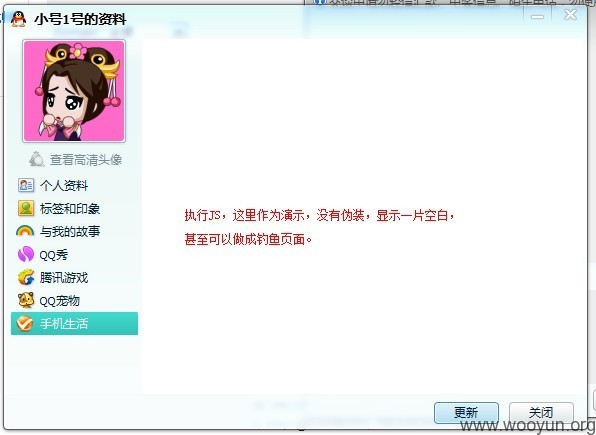 小号1号的资料
查看高清头像
个人资料
标签和印象
与我的故事
QQ秀
腾讯游戏
QQ宠物
手机生活
执行JS，这里作为演示，没有伪装，显示一片空白，
甚至可以做成钓鱼页面。
更新
关闭
www.wooyun.org